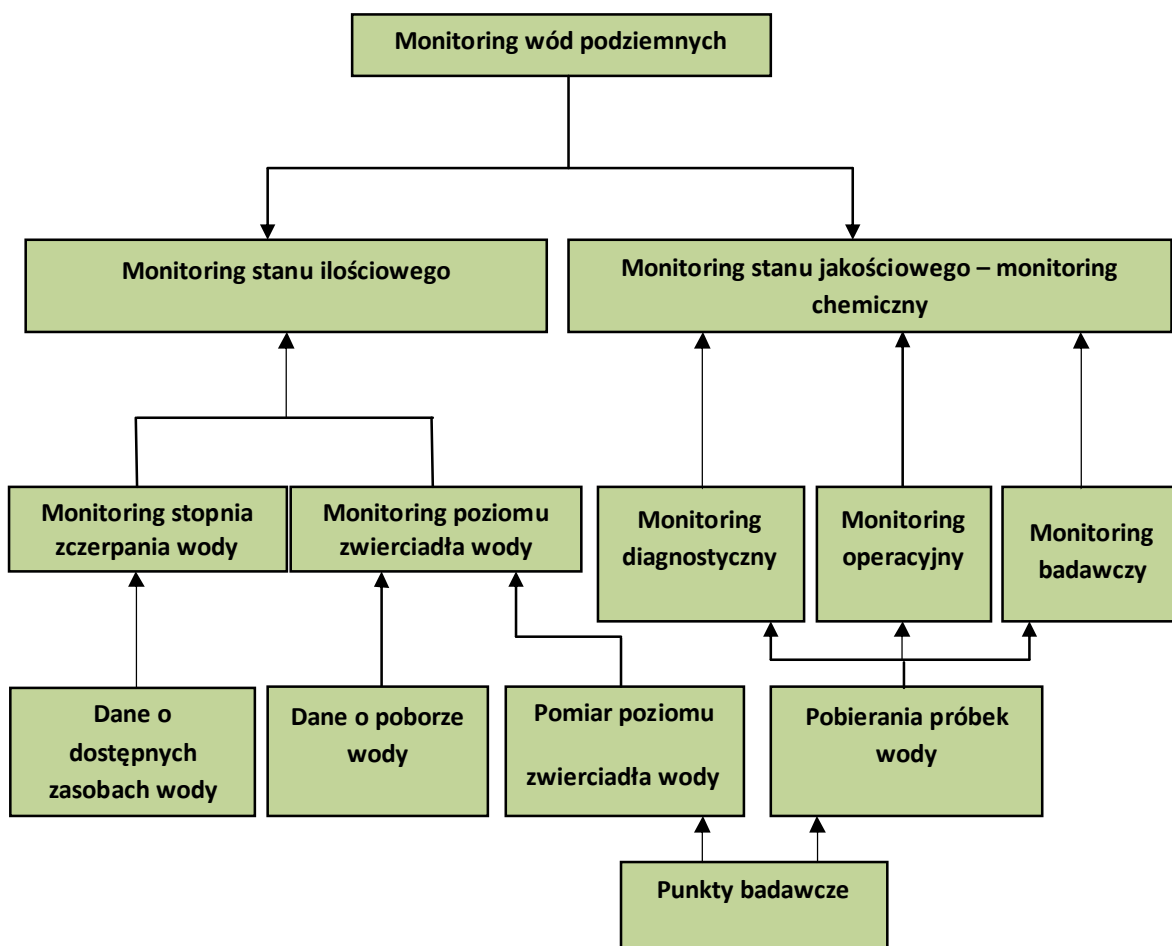 Monitoring wód podziemnych
Monitoring stanu ilościowego
Monitoring stanu jakościowego – monitoring
chemiczny
Monitoring stopnia
zczerpania wody
Monitoring poziomu
zwierciadła wody
Monitoring
diagnostyczny
Monitoring
operacyjny
Monitoring
badawczy
Dane o
dostępnych
zasobach wody
Dane o poborze
wody
Pomiar poziomu
zwierciadła wody
Pobierania próbek
wody
Punkty badawcze